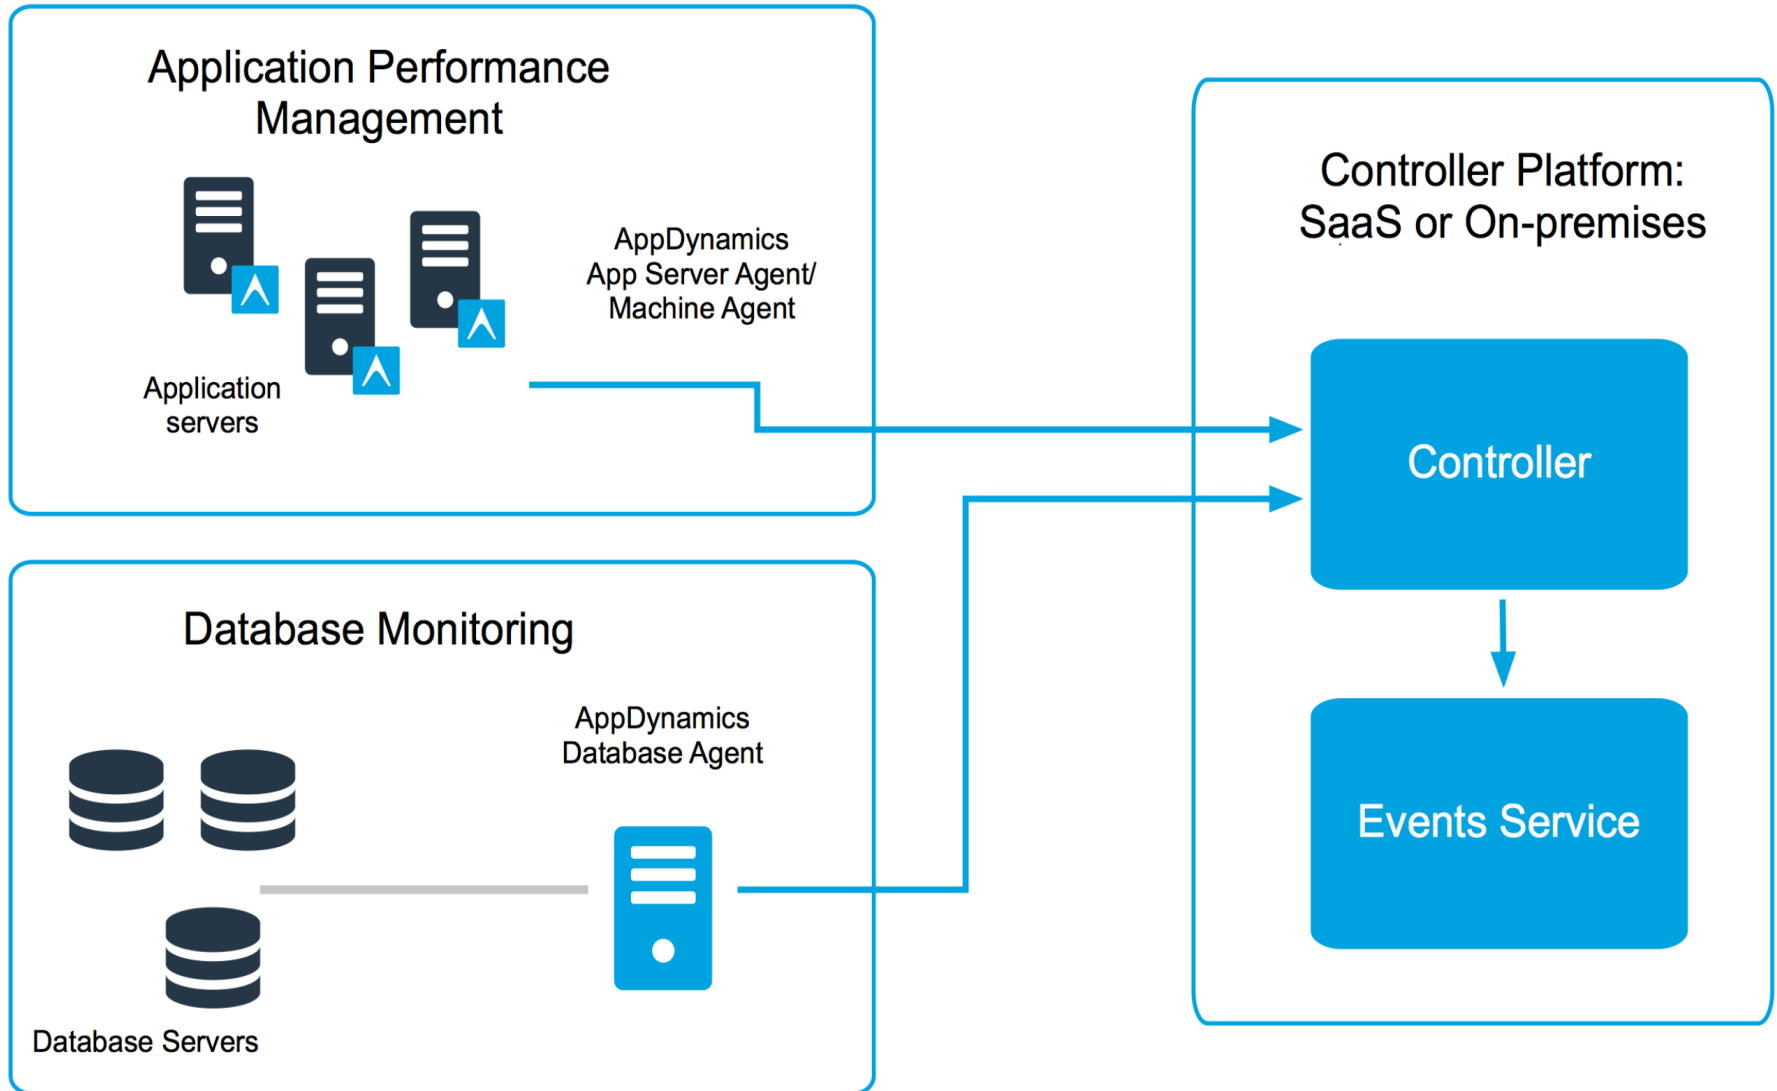 Application Performance
Management
AppDynamics
App Server Agent/
Machine Agent
Application
servers
Database Monitoring
AppDynamics
Database Agent
Database Servers
Controller Platform:
SaaS or On-premises
Controller
Events Service